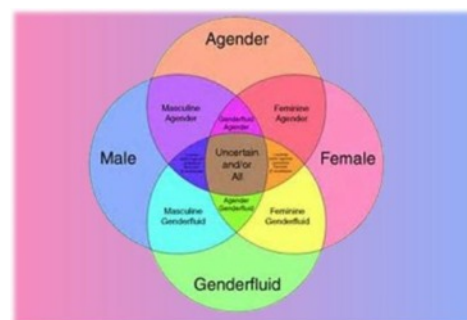 Agender
Masculine
Agender
Genderfluid
Agender
Feminine
Agender
Male
Uncertain
and/or
All
Female
Masculine
Genderfluid
Agender
Genderfluid
Feminine
Genderfluid
Genderfluid